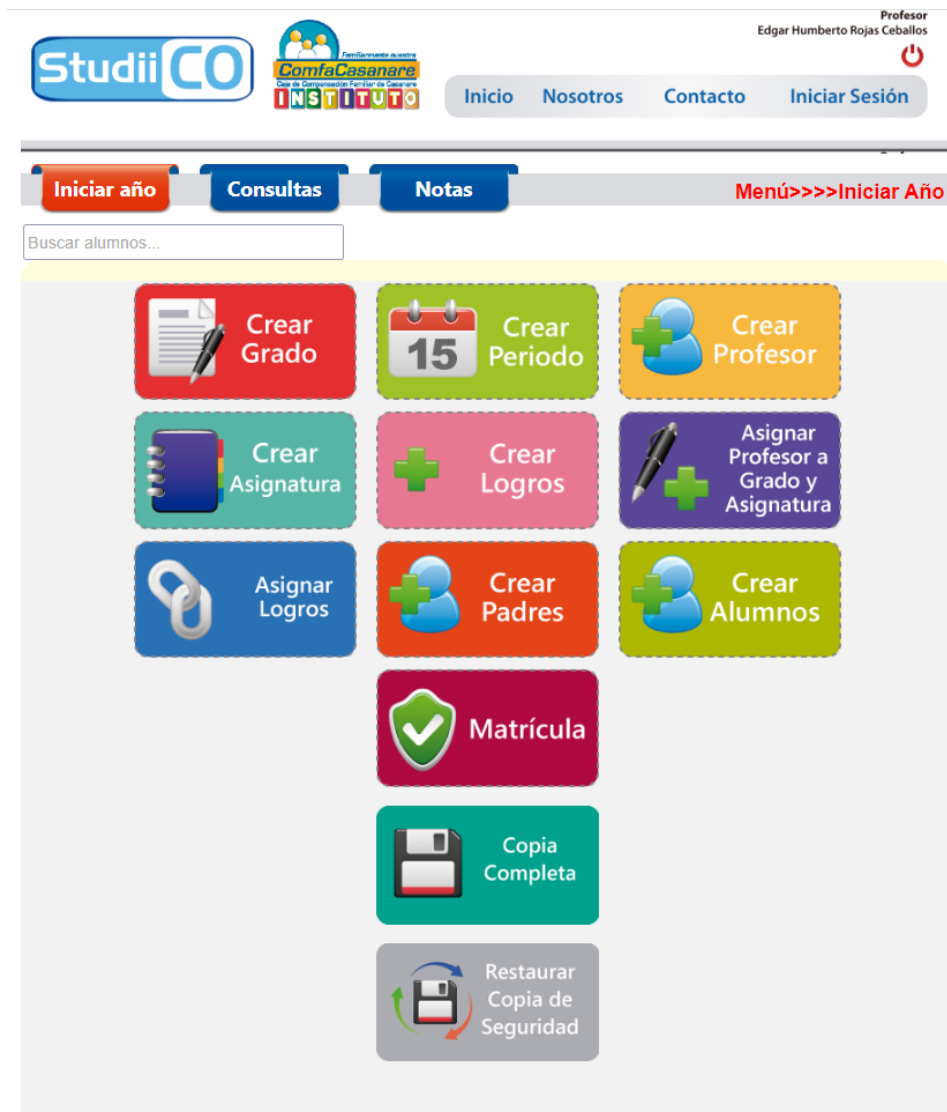 Profesor
Edgar Humberto Rojas Ceballos
Studii CO
Familiarmente nuestra
ComfaCasanare
Caja de Compensación Familiar de Casanare
INSTITUTO
Inicio Nosotros Contacto Iniciar Sesión
Iniciar año Consultas Notas
Menú>>>>Iniciar Año
Buscar alumnos...
Crear
Grado
15
Crear
Periodo
Crear
Profesor
Crear
Asignatura
Crear
Logros
Asignar
Profesor a
Grado y
Asignatura
Asignar
Logros
Crear
Padres
Crear
Alumnos
Matrícula
Copia
Completa
Restaurar
Copia de
Seguridad